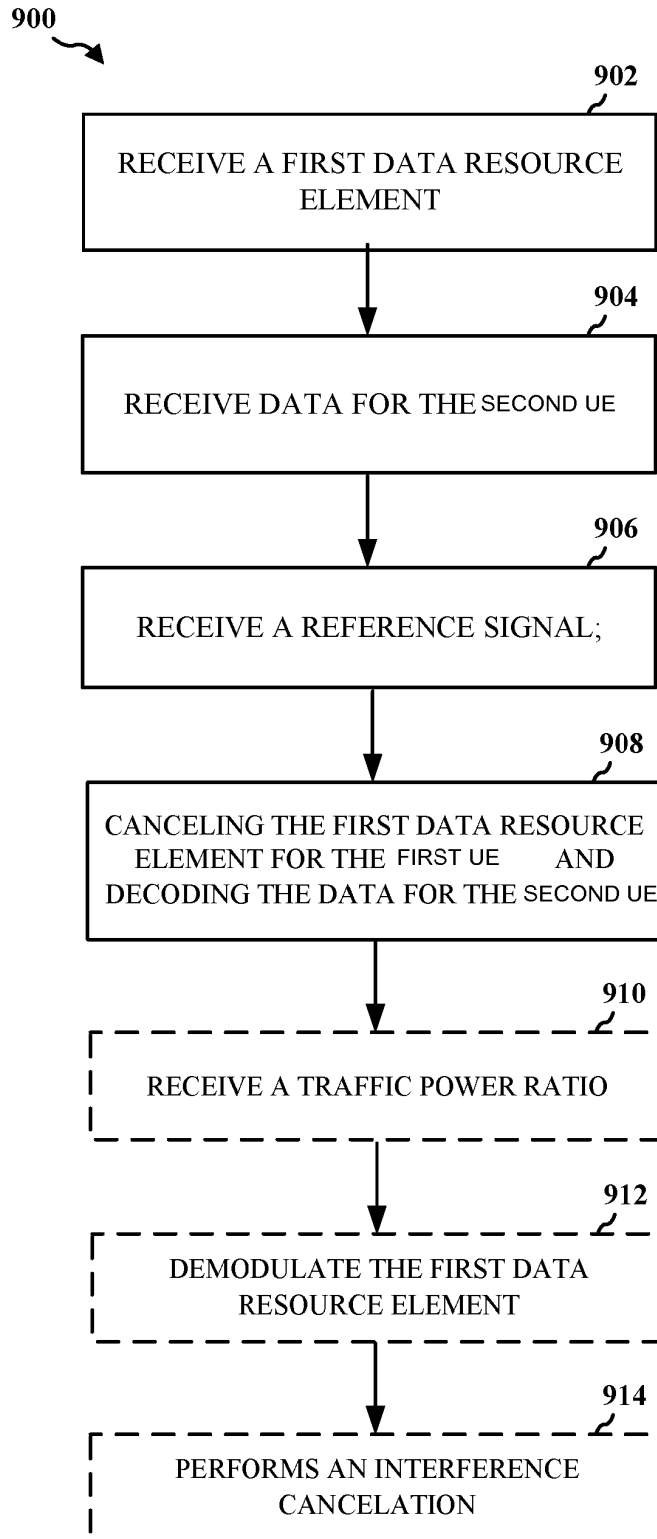 900
902
RECEIVE A FIRST DATA RESOURCE
ELEMENT
904
RECEIVE DATA FOR THE SECOND UE
906
RECEIVE A REFERENCE SIGNAL;
908
CANCELING THE FIRST DATA RESOURCE
ELEMENT FOR THE FIRST UE AND
DECODING THE DATA FOR THE SECOND UE
910
RECEIVE A TRAFFIC POWER RATIO
912
DEMODULATE THE FIRST DATA
RESOURCE ELEMENT
914
PERFORMS AN INTERFERENCE
CANCELATION